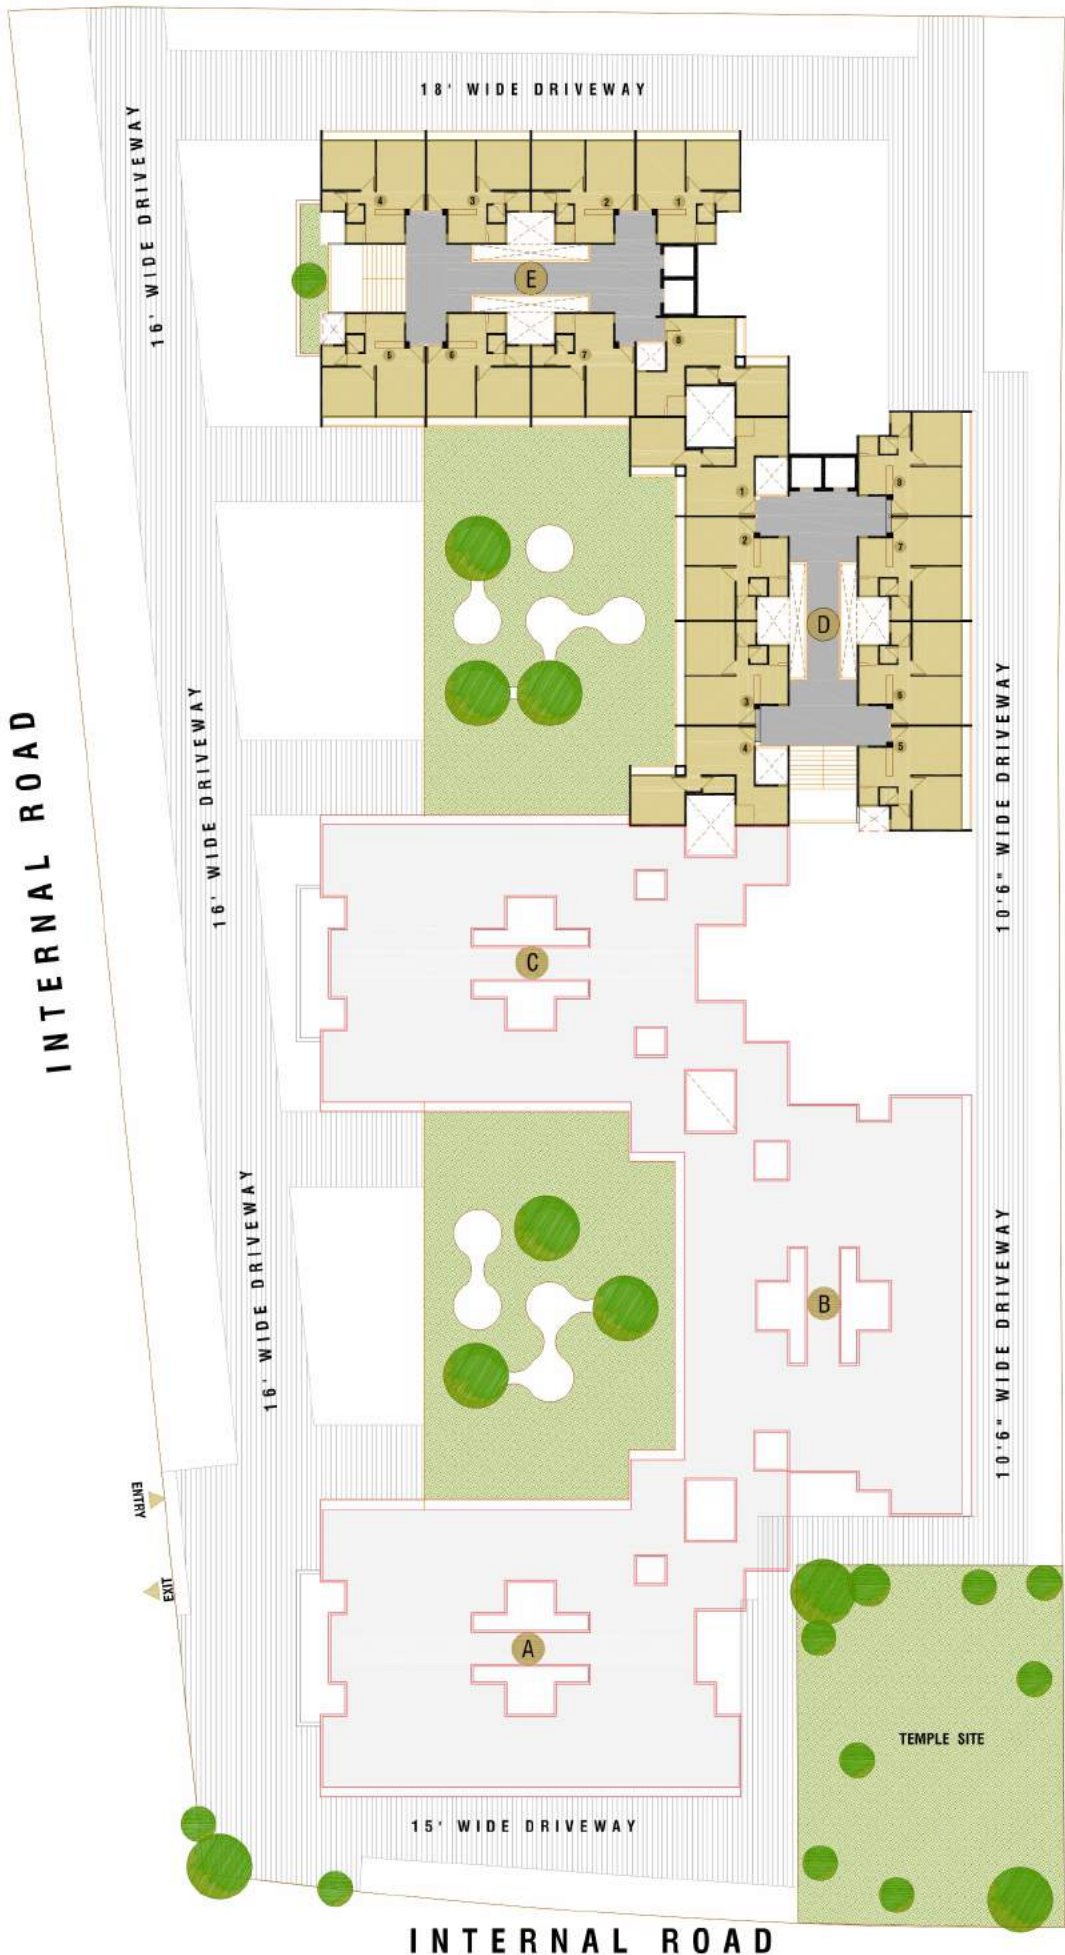 18' WIDE DRIVEWAY
16' WIDE DRIVEWAY
4
3
2
1
E
5
6
7
8
1
8
2
7
D
3
6
4
5
INTERNAL ROAD
16' WIDE DRIVEWAY
10'6" WIDE DRIVEWAY
C
16' WIDE DRIVEWAY
B
10'6" WIDE DRIVEWAY
ENTRY
EXIT
A
TEMPLE SITE
15' WIDE DRIVEWAY
INTERNAL ROAD